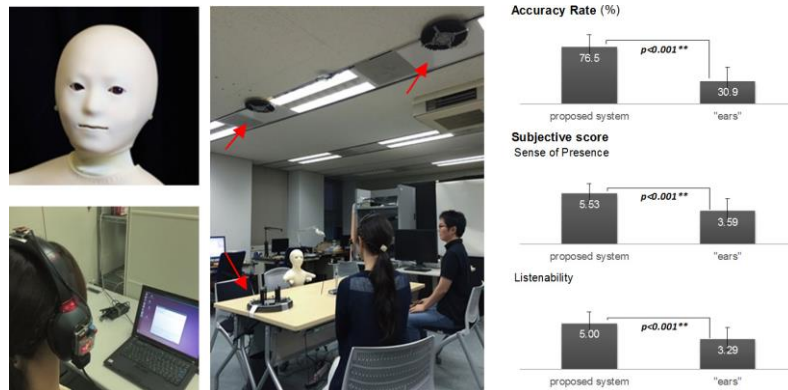 Accuracy Rate (%)
p<0.001**
76.5
30.9
proposed system
"ears"
Subjective score
Sense of Presence
p<0.001**
5.53
3.59
proposed system
"ears"
Listenability
p<0.001**
5.00
3.29
proposed system
"ears"